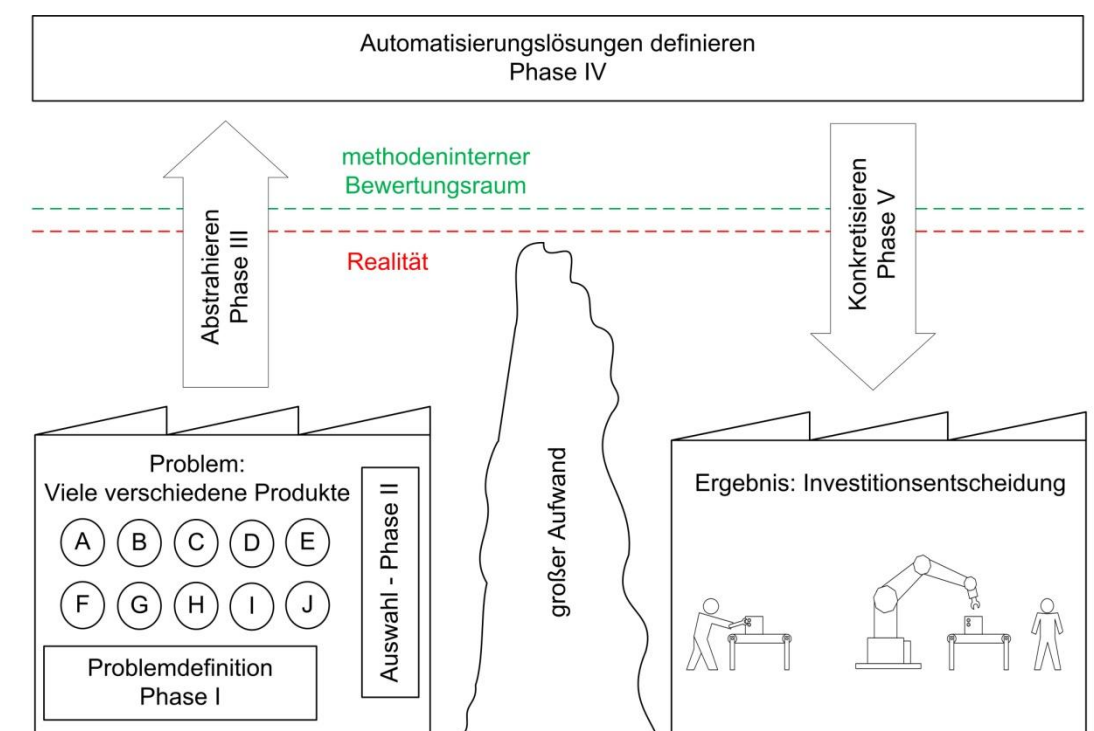 Automatisierungslösungen definieren
Phase IV
methodeninterner
Bewertungsraum
Realität
Abstrahieren
Phase III
Konkretisieren
Phase V
Problem:
Viele verschiedene Produkte
A B C D E
F G H I J
Auswahl - Phase II
Problemdefinition
Phase I
großer Aufwand
Ergebnis: Investitionsentscheidung